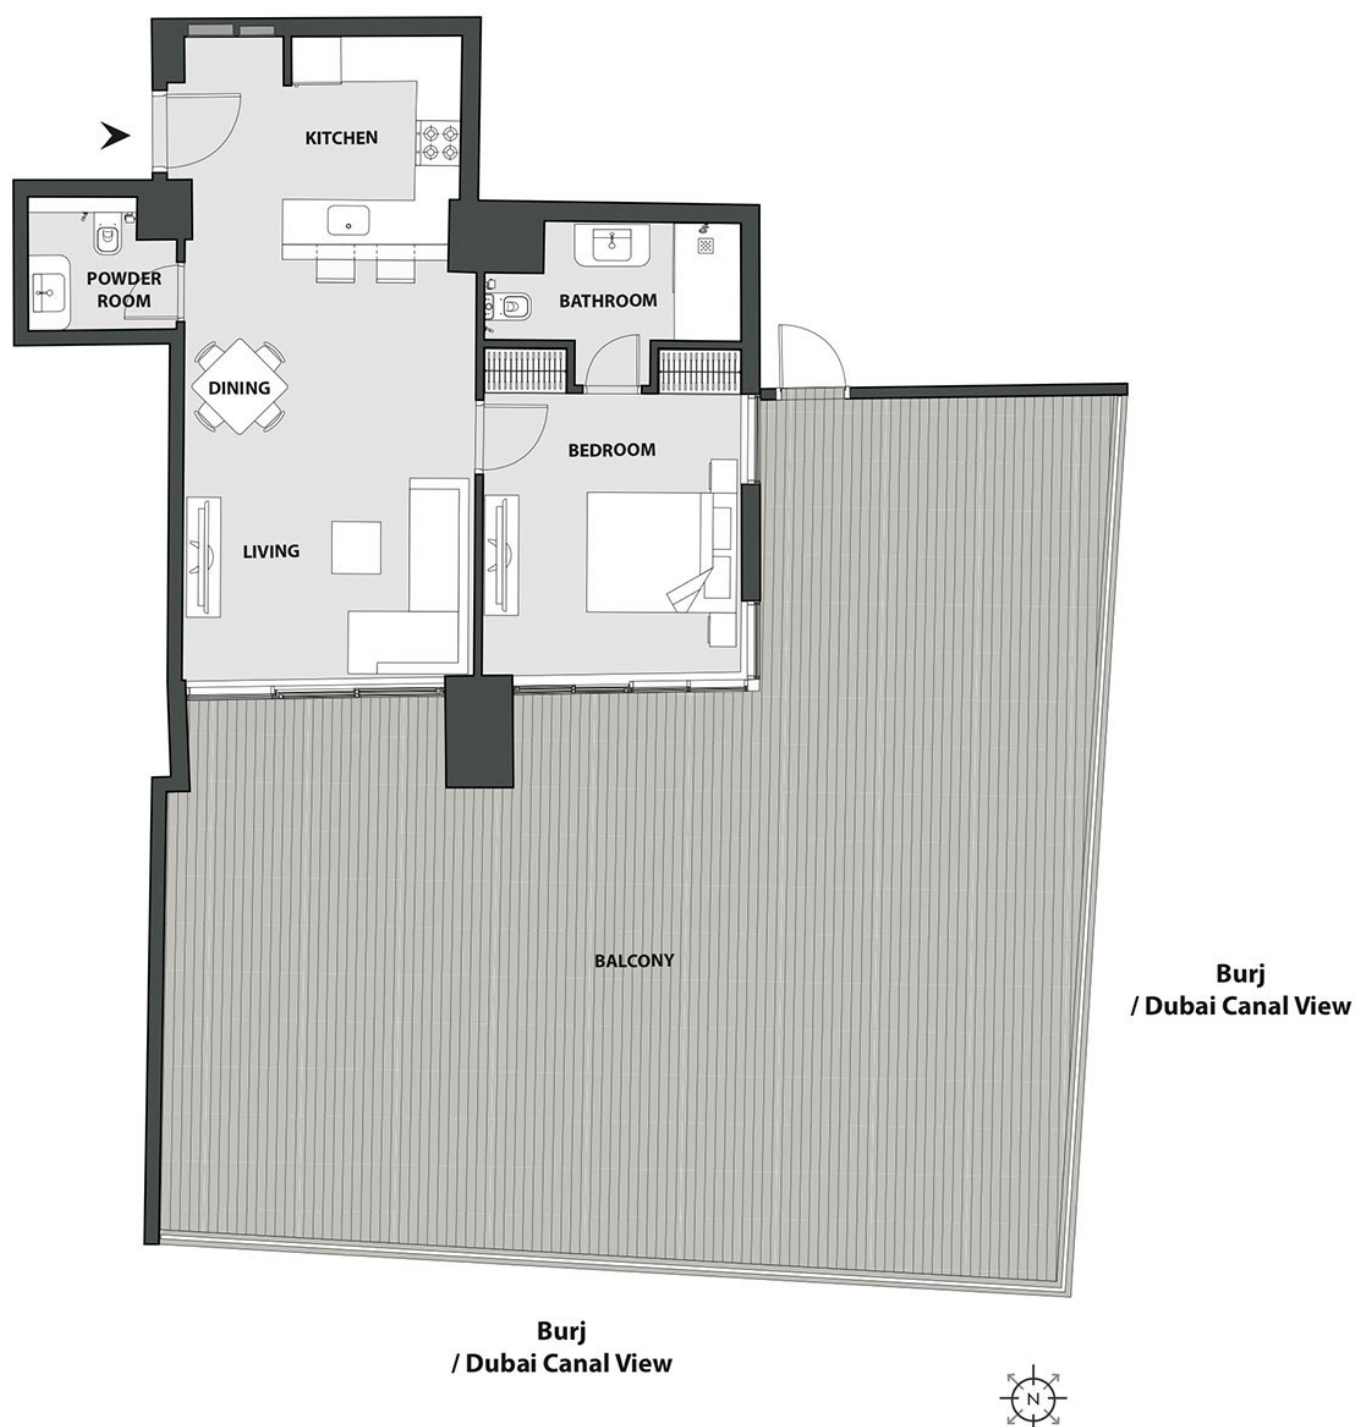 KITCHEN
POWDER
ROOM
BATHROOM
DINING
BEDROOM
LIVING
BALCONY
Burj
/ Dubai Canal View
Burj
/ Dubai Canal View
N